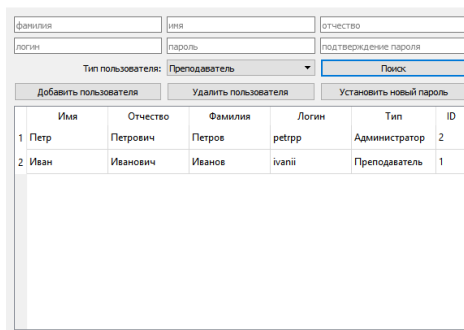 фамилия имя отчество
логин пароль подтверждение пароля
Тип пользователя: Преподаватель Поиск
Добавить пользователя Удалить пользователя Установить новый пароль
Имя Отчество Фамилия Логин Тип ID
1 Петр Петрович Петров petrpp Администратор 2
2 Иван Иванович Иванов ivanii Преподаватель 1